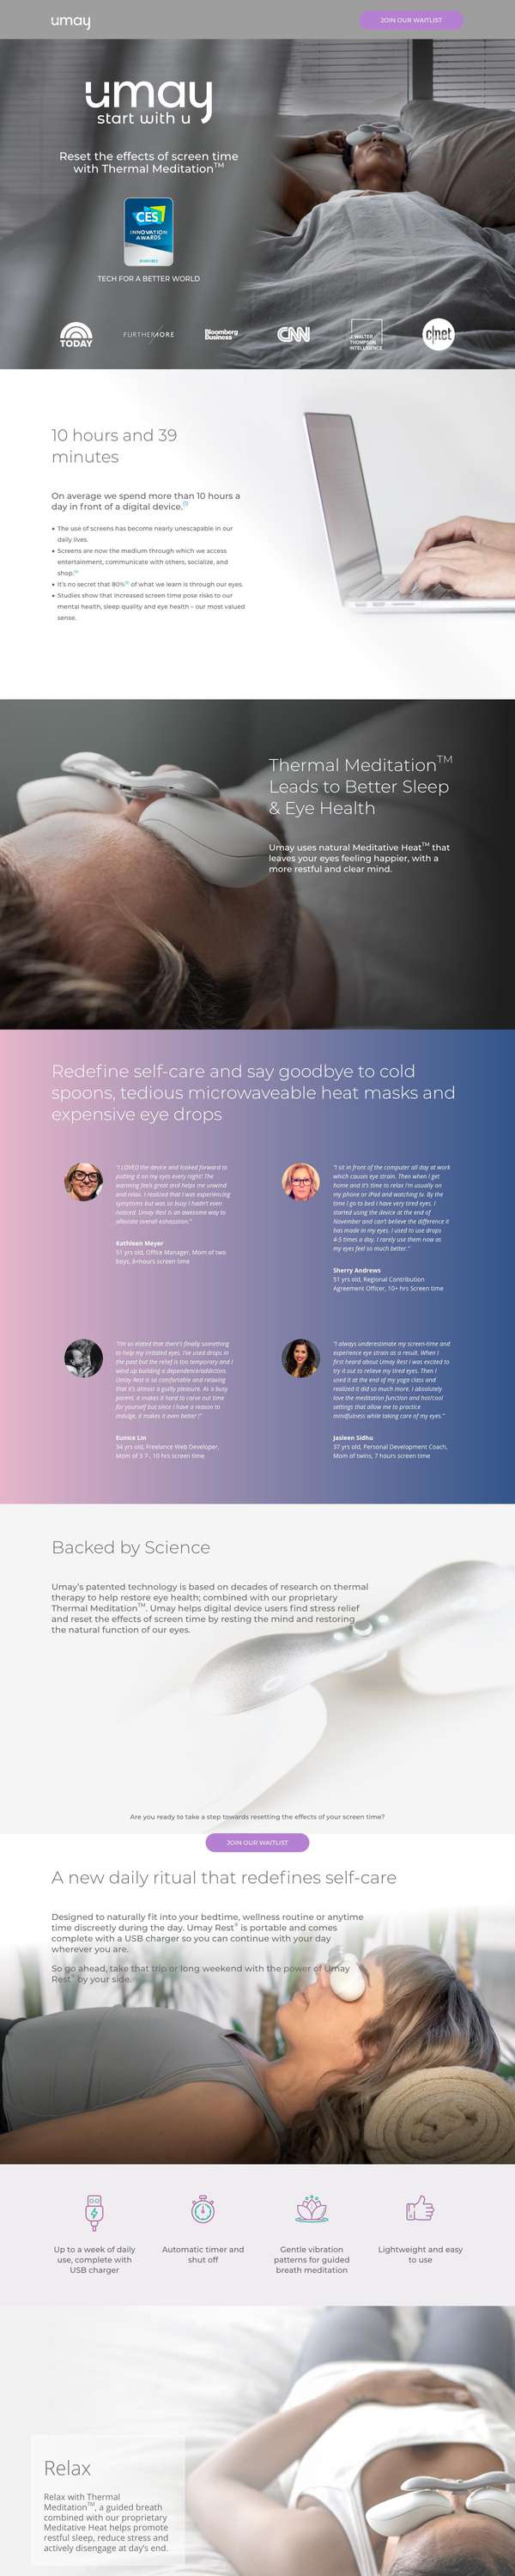 umay
JOIN OUR WAITLIST
umay
start with u
Reset the effects of screen time
with Thermal Meditation™
CES
INNOVATION
AWARDS
TECH FOR A BETTER WORLD
TODAY
FURTHERMORE
Bloomberg
Business
CNN
J. WALTER
THOMPSON
INTELLIGENCE
c|net
10 hours and 39
minutes
On average we spend more than 10 hours a
day in front of a digital device.
• The use of screens has become nearly unescapable in our
daily lives.
• Screens are now the medium through which we access
entertainment, communicate with others, socialize, and
shop.
• It's no secret that 80% of what we learn is through our eyes.
• Studies show that increased screen time pose risks to our
mental health, sleep quality and eye health – our most valued
sense.
Thermal Meditation™
Leads to Better Sleep
& Eye Health
Umay uses natural Meditative Heat™ that
leaves your eyes feeling happier, with a
more restful and clear mind.
Redefine self-care and say goodbye to cold
spoons, tedious microwaveable heat masks and
expensive eye drops
"I LOVED the device and looked forward to
putting it on my eyes every night! The
warming feels great and helps me unwind
and relax. I realized that I was experiencing
symptoms but was so busy I hadn't even
noticed. Umay Rest is an awesome way to
alleviate overall exhaustion."
Kathleen Meyer
51 yrs old, Office Manager, Mom of two
boys, 8+hours screen time
"I sit in front of the computer all day at work
which causes eye strain. Then when I get
home and it's time to relax I'm usually on
my phone or iPad and watching tv. By the
time I go to bed I have very tired eyes. I
started using the device at the end of
November and can't believe the difference it
has made in my eyes. I used to use drops
4-5 times a day. I rarely use them now as
my eyes feel so much better."
Sherry Andrews
51 yrs old, Regional Contribution
Agreement Officer, 10+ hrs Screen time
"I'm so elated that there's finally something
to help my irritated eyes. I've used drops in
the past but the relief is too temporary and I
wind up building a dependence/addiction.
Umay Rest is so comfortable and relaxing
that it's almost a guilty pleasure. As a busy
parent, it makes it hard to carve out time
for yourself but since I have a reason to
indulge, it makes it even better !"
Eunice Lin
34 yrs old, Freelance Web Developer,
Mom of 3 ?, 10 hrs screen time
"I always underestimate my screen-time and
experience eye strain as a result. When I
first heard about Umay Rest I was excited to
try it out to relieve my tired eyes. Then I
used it at the end of my yoga class and
realized it did so much more. I absolutely
love the meditation function and hot/cool
settings that allow me to practice
mindfulness while taking care of my eyes."
Jasleen Sidhu
37 yrs old, Personal Development Coach,
Mom of twins, 7 hours screen time
Backed by Science
Umay's patented technology is based on decades of research on thermal
therapy to help restore eye health; combined with our proprietary
Thermal Meditation™. Umay helps digital device users find stress relief
and reset the effects of screen time by resting the mind and restoring
the natural function of our eyes.
Are you ready to take a step towards resetting the effects of your screen time?
JOIN OUR WAITLIST
A new daily ritual that redefines self-care
Designed to naturally fit into your bedtime, wellness routine or anytime
time discreetly during the day. Umay Rest® is portable and comes
complete with a USB charger so you can continue with your day
wherever you are.
So go ahead, take that trip or long weekend with the power of Umay
Rest® by your side.
Up to a week of daily
use, complete with
USB charger
Automatic timer and
shut off
Gentle vibration
patterns for guided
breath meditation
Lightweight and easy
to use
Relax
Relax with Thermal
Meditation™, a guided breath
combined with our proprietary
Meditative Heat helps promote
restful sleep, reduce stress and
actively disengage at day's end.